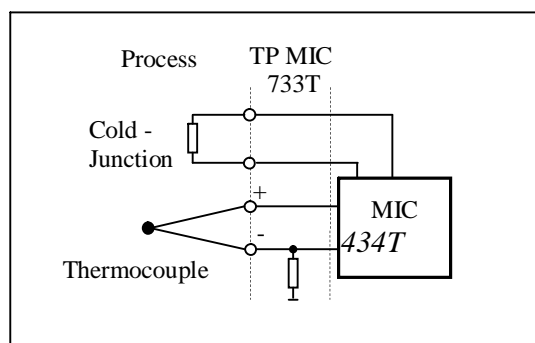 Process
TP MIC
733T
Cold -
Junction
+
-
MIC
434T
Thermocouple